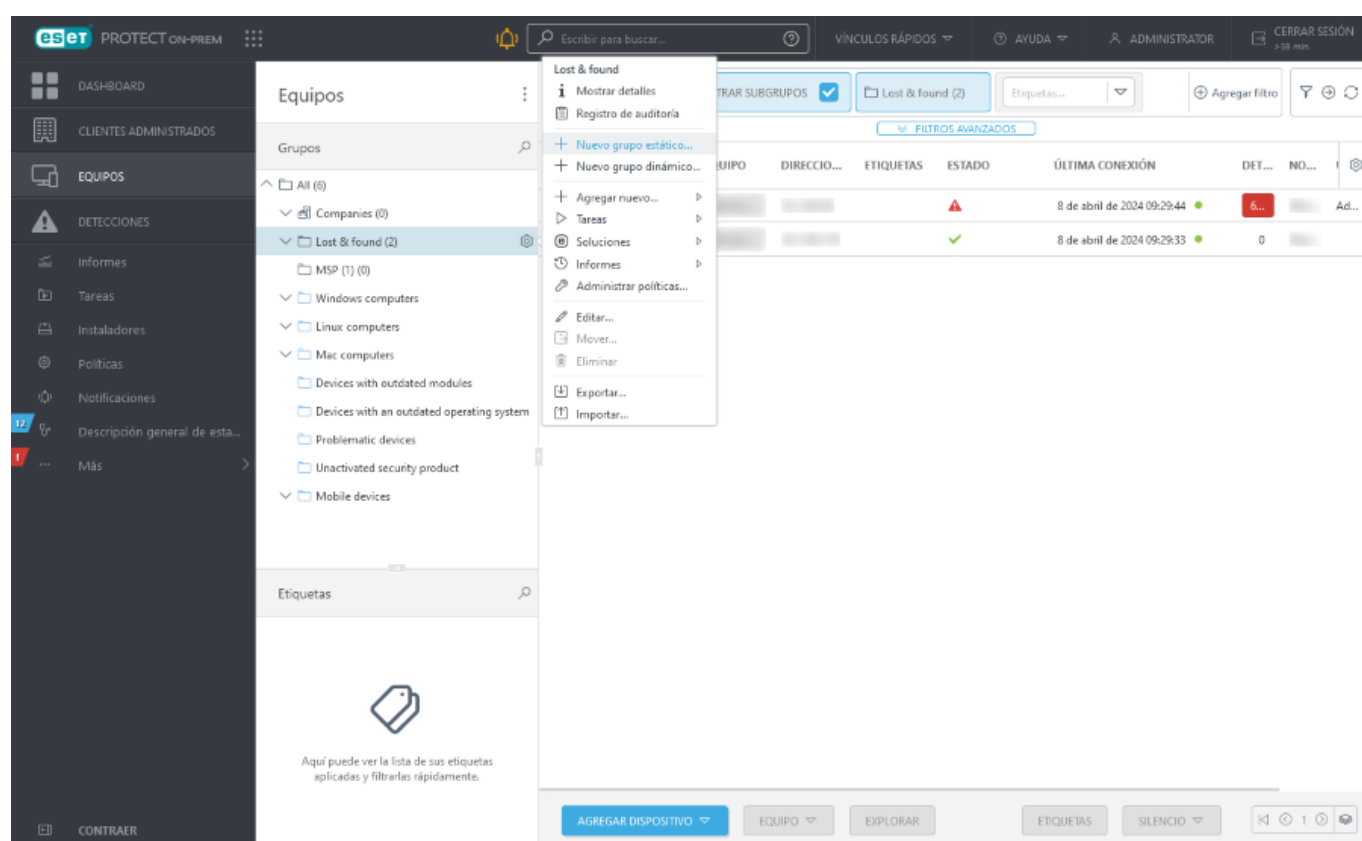 eset PROTECT ON-PREM
Escribir para buscar...
VÍNCULOS RÁPIDOS
AYUDA
ADMINISTRATOR
CERRAR SESIÓN
>59 min
DASHBOARD
CLIENTES ADMINISTRADOS
EQUIPOS
DETECCIONES
Informes
Tareas
Instaladores
Políticas
Notificaciones
12
Descripción general de esta...
1
Más
CONTRAER
Equipos
Grupos
All (6)
Companies (0)
Lost & found (2)
MSP (1) (0)
Windows computers
Linux computers
Mac computers
Devices with outdated modules
Devices with an outdated operating system
Problematic devices
Unactivated security product
Mobile devices
Etiquetas
Aquí puede ver la lista de sus etiquetas
aplicadas y filtrarlas rápidamente.
Lost & found
Mostrar detalles
Registro de auditoría
Nuevo grupo estático...
Nuevo grupo dinámico...
Agregar nuevo...
Tareas
Soluciones
Informes
Administrar políticas...
Editar...
Mover...
Eliminar
Exportar...
Importar...
TRAR SUBGRUPOS
Lost & found (2)
Etiquetas...
Agregar filtro
FILTROS AVANZADOS
UIPO DIRECCIO... ETIQUETAS ESTADO ÚLTIMA CONEXIÓN DET... NO...
8 de abril de 2024 09:29:44 6... Ad...
8 de abril de 2024 09:29:33 0
AGREGAR DISPOSITIVO
EQUIPO
EXPLORAR
ETIQUETAS
SILENCIO
1